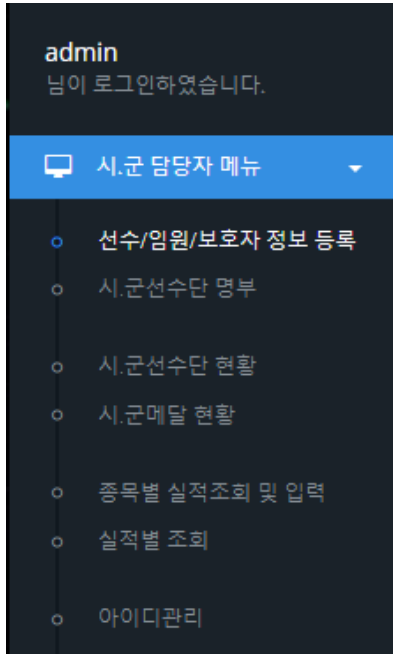 admin
님이 로그인하였습니다.
시.군 담당자 메뉴
선수/임원/보호자 정보 등록
시.군선수단 명부
시.군선수단 현황
시.군메달 현황
종목별 실적조회 및 입력
실적별 조회
아이디관리